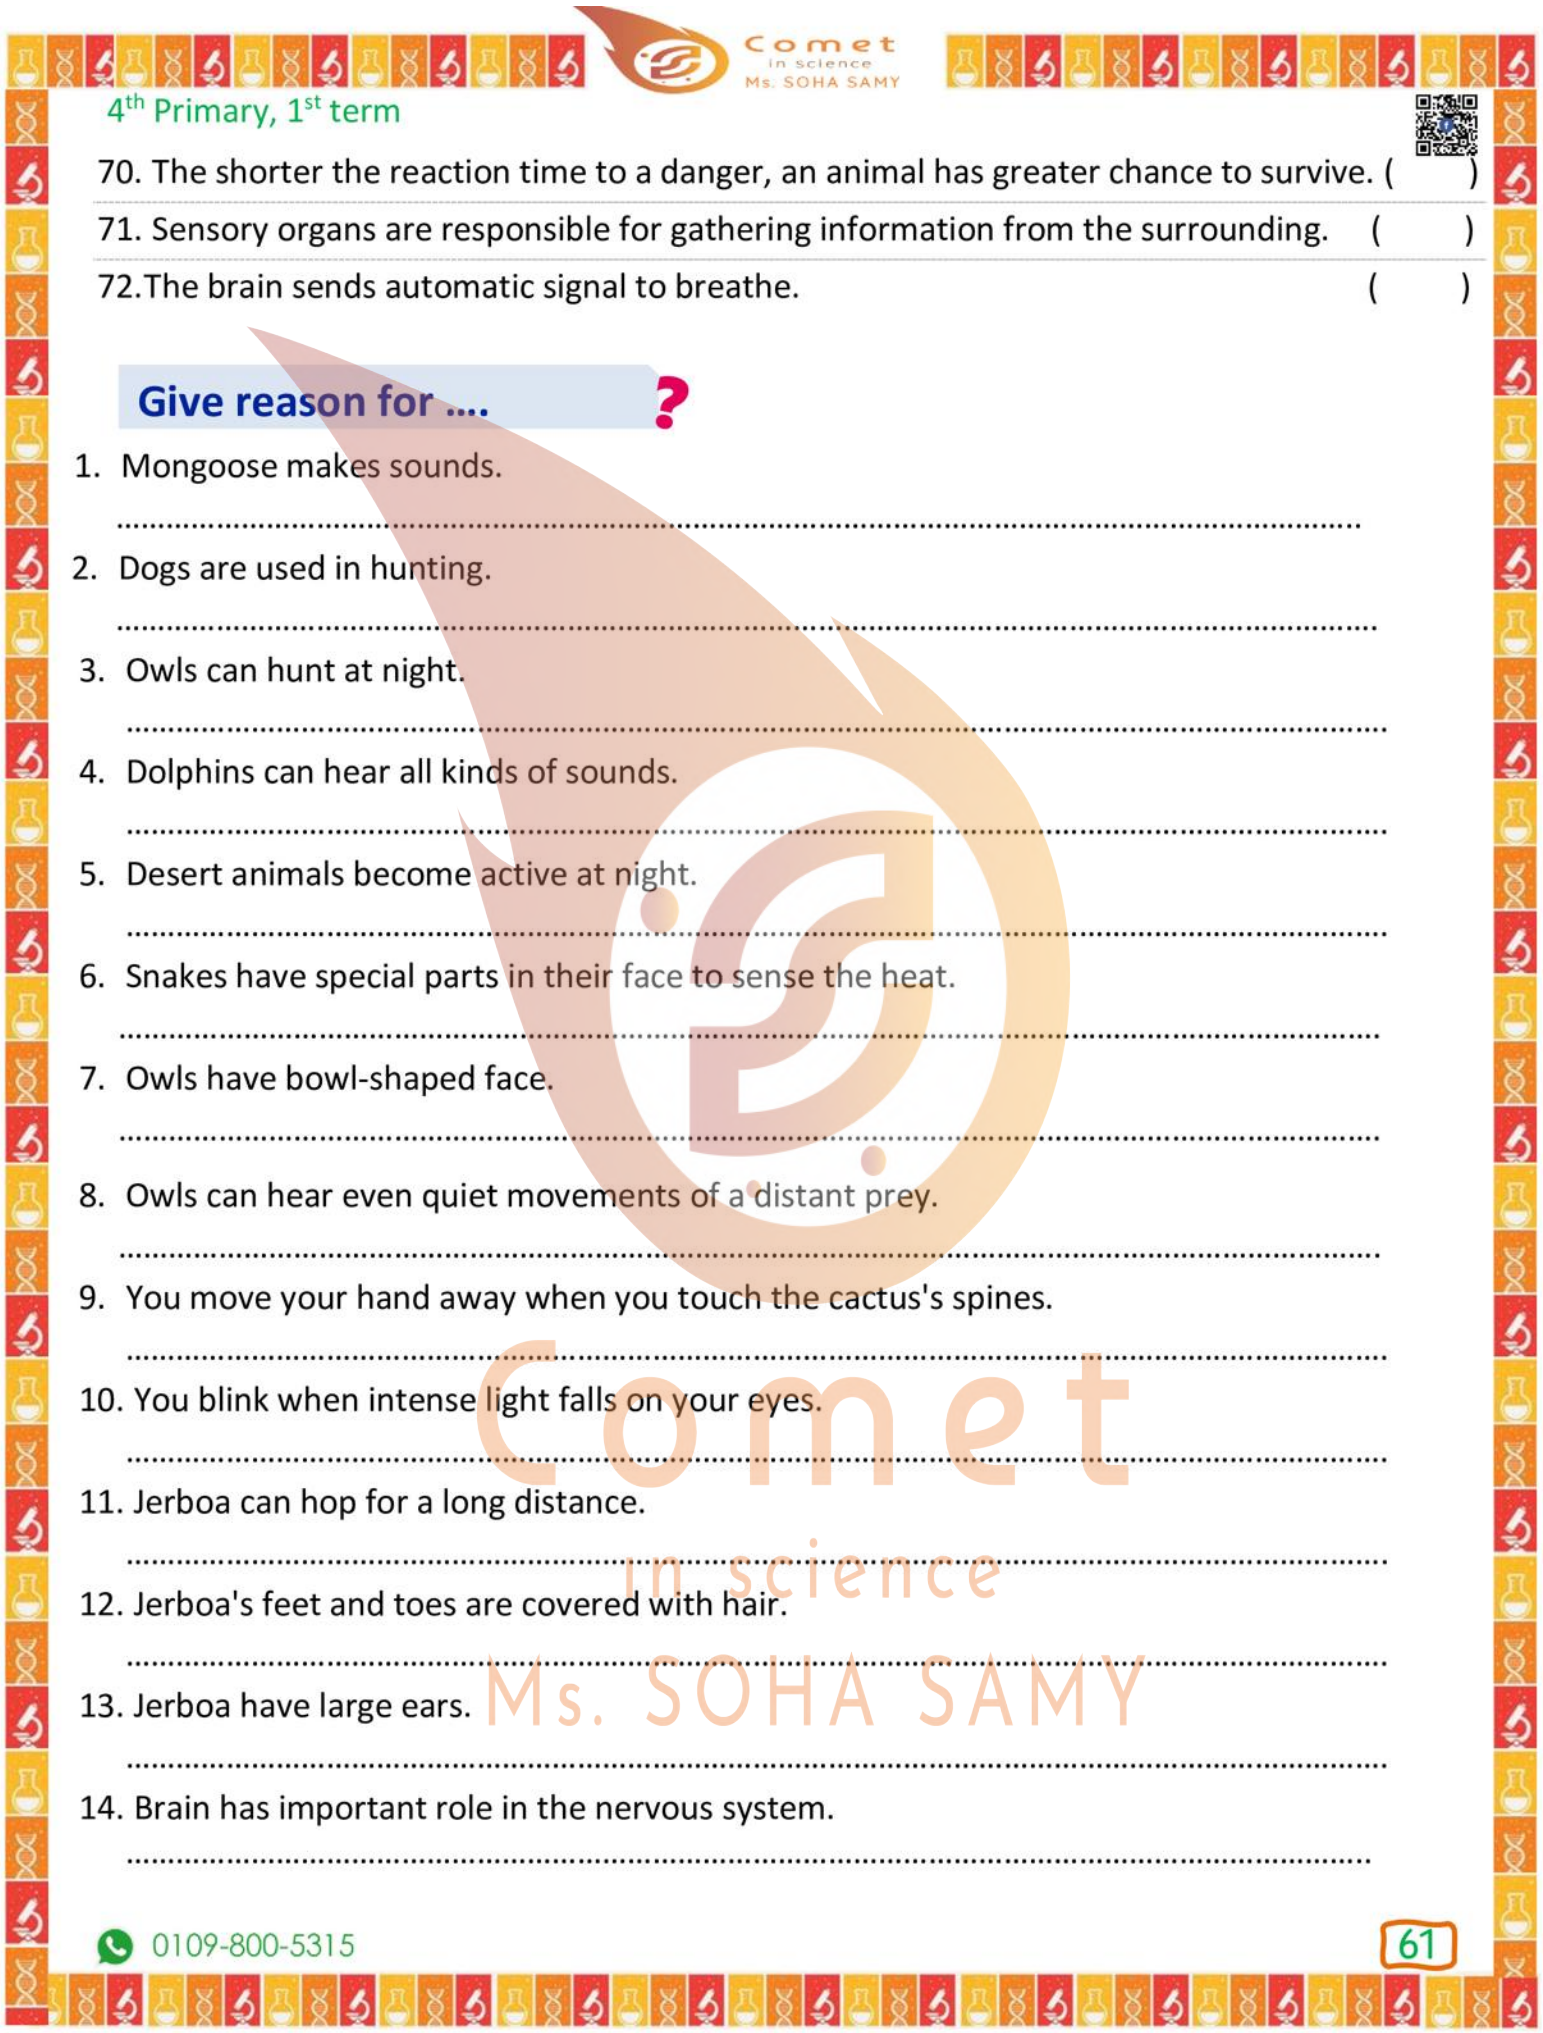 Comet
in science
Ms. SOHA SAMY
4th Primary, 1st term
70. The shorter the reaction time to a danger, an animal has greater chance to survive. ( )
71. Sensory organs are responsible for gathering information from the surrounding. ( )
72.The brain sends automatic signal to breathe. ( )
Give reason for .... ?
1. Mongoose makes sounds.
2. Dogs are used in hunting.
3. Owls can hunt at night.
4. Dolphins can hear all kinds of sounds.
5. Desert animals become active at night.
6. Snakes have special parts in their face to sense the heat.
7. Owls have bowl-shaped face.
8. Owls can hear even quiet movements of a distant prey.
9. You move your hand away when you touch the cactus's spines.
10. You blink when intense light falls on your eyes.
11. Jerboa can hop for a long distance.
12. Jerboa's feet and toes are covered with hair.
13. Jerboa have large ears.
14. Brain has important role in the nervous system.
Comet
in science
Ms. SOHA SAMY
0109-800-5315
61